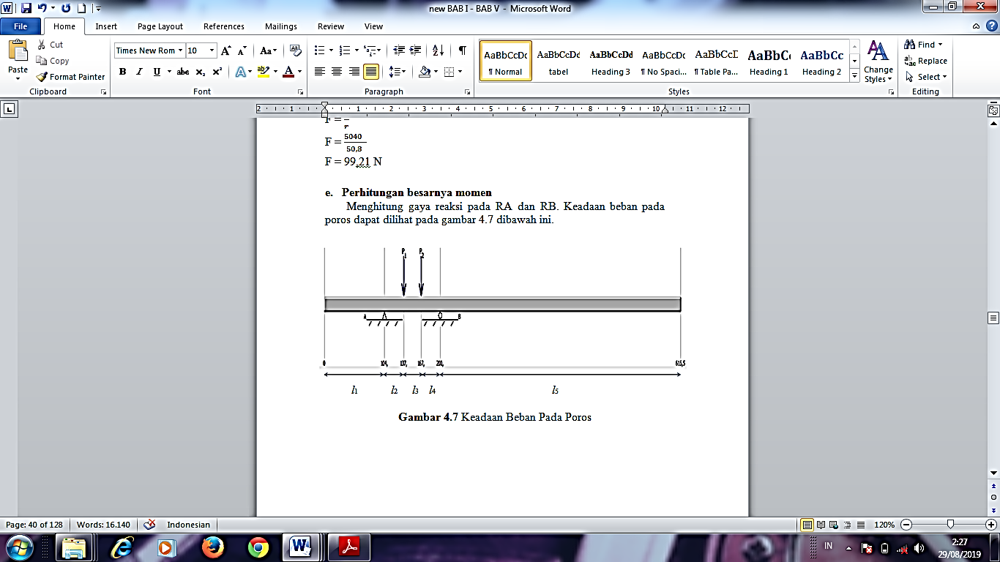 new BAB I - BAB V - Microsoft Word
File Home Insert Page Layout References Mailings Review View
Paste
Cut
Copy
Format Painter
Clipboard
Times New Rom 10
Font
Paragraph
AaBbCcDc AaBbCcDd AaBbCcDd AaBbCcDc AaBbCcD AaBbC AaBbCc
¶ Normal tabel Heading 3 ¶ No Spaci... ¶ Table Pa... Heading 1 Heading 2
Change Styles
Styles
Find
Replace
Select
Editing
2 1 1 2 3 4 5 6 7 8 9 10 11 12
F = — r
F = 5040
50,8
F = 99,21 N
e. Perhitungan besarnya momen
Menghitung gaya reaksi pada RA dan RB. Keadaan beban pada
poros dapat dilihat pada gambar 4.7 dibawah ini.
P1 P2
A B
0 104, 137, 167, 200, 615,5
l1 l2 l3 l4 l5
Gambar 4.7 Keadaan Beban Pada Poros
Page: 40 of 128 Words: 16.140 Indonesian 120%
IN 2:27
29/08/2019